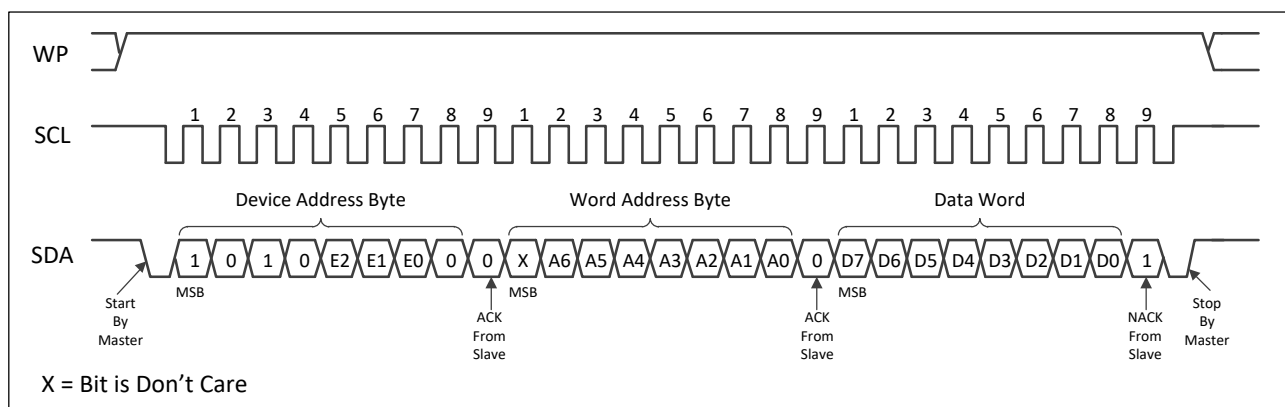 WP
1 2 3 4 5 6 7 8 9 1 2 3 4 5 6 7 8 9 1 2 3 4 5 6 7 8 9
SCL
Device Address Byte Word Address Byte Data Word
SDA 1 0 1 0 E2 E1 E0 0 0 X A6 A5 A4 A3 A2 A1 A0 0 D7 D6 D5 D4 D3 D2 D1 D0 1
MSB MSB MSB
Start
By
Master
ACK
From
Slave
ACK
From
Slave
NACK
From
Slave
Stop
By
Master
X = Bit is Don’t Care